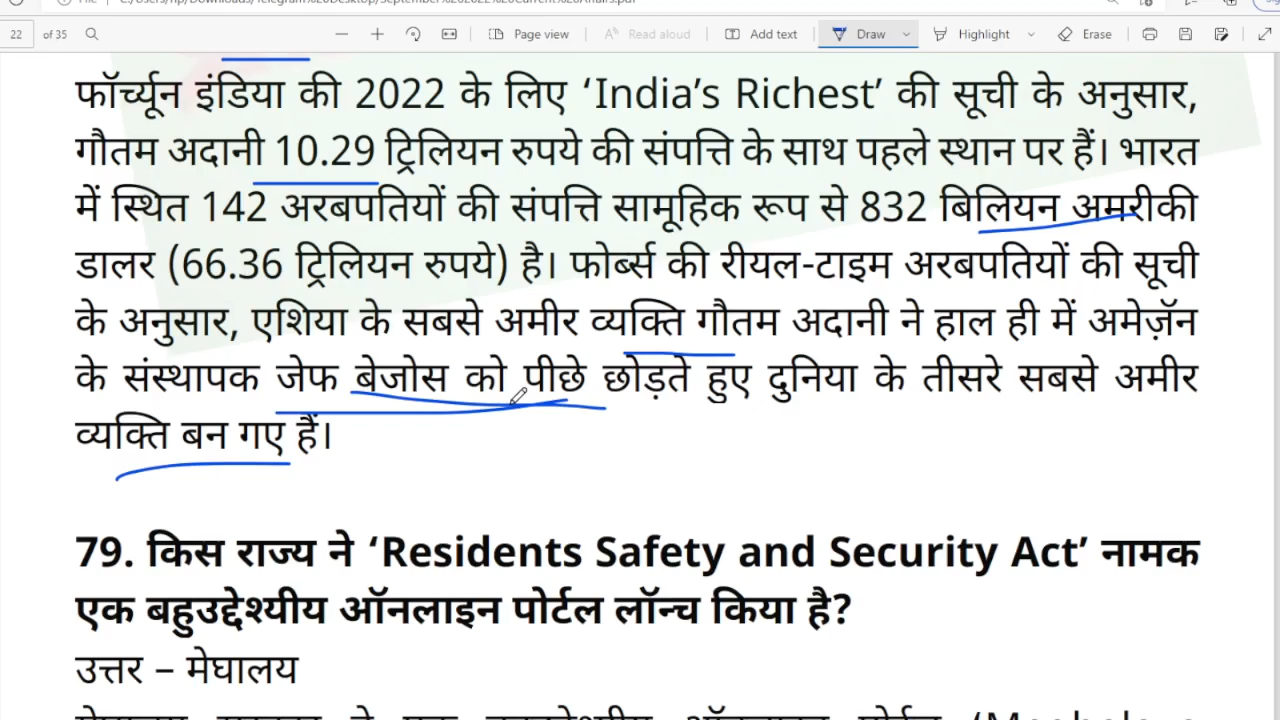 22 of 35 Page view Read aloud Add text Draw Highlight Erase
फॉर्च्यून इंडिया की 2022 के लिए ‘India’s Richest’ की सूची के अनुसार,
गौतम अदानी 10.29 ट्रिलियन रुपये की संपत्ति के साथ पहले स्थान पर हैं। भारत
में स्थित 142 अरबपतियों की संपत्ति सामूहिक रूप से 832 बिलियन अमरीकी
डालर (66.36 ट्रिलियन रुपये) है। फोर्ब्स की रीयल-टाइम अरबपतियों की सूची
के अनुसार, एशिया के सबसे अमीर व्यक्ति गौतम अदानी ने हाल ही में अमेज़ॅन
के संस्थापक जेफ बेजोस को पीछे छोड़ते हुए दुनिया के तीसरे सबसे अमीर
व्यक्ति बन गए हैं।
79. किस राज्य ने ‘Residents Safety and Security Act’ नामक
एक बहुउद्देश्यीय ऑनलाइन पोर्टल लॉन्च किया है?
उत्तर – मेघालय